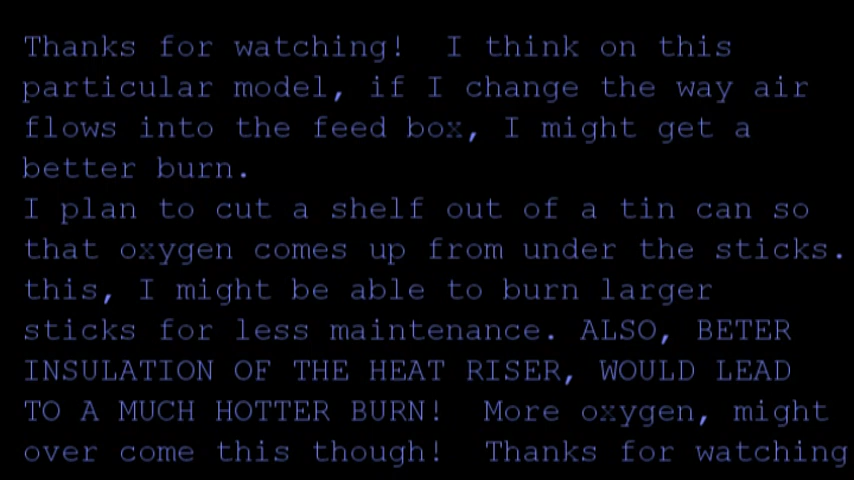 Thanks for watching!  I think on this
particular model, if I change the way air
flows into the feed box, I might get a
better burn.
I plan to cut a shelf out of a tin can so
that oxygen comes up from under the sticks.
this, I might be able to burn larger
sticks for less maintenance. ALSO, BETER
INSULATION OF THE HEAT RISER, WOULD LEAD
TO A MUCH HOTTER BURN!  More oxygen, might
over come this though!  Thanks for watching